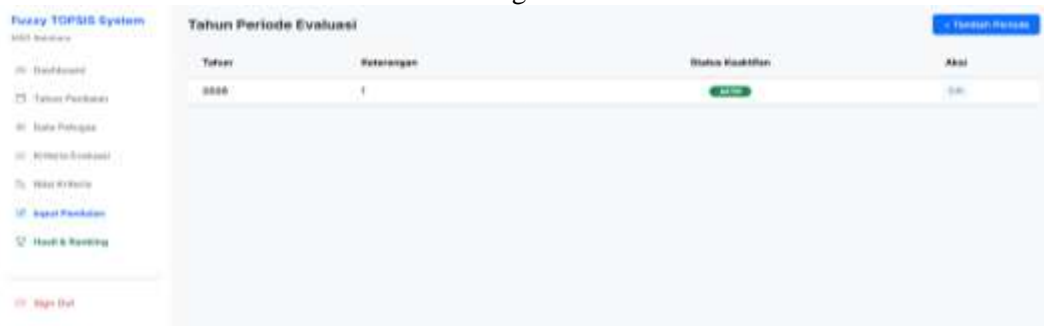 Fuzzy TOPSIS System
Tahun Periode Evaluasi
+ Tambah Periode
Dashboard
Tahun Penilaian
Data Petugas
Kriteria Evaluasi
Nilai Kriteria
Input Penilaian
Hasil & Ranking
Sign Out
Tahun Keterangan Status Keaktifan Aksi
1 AKTIF Edit